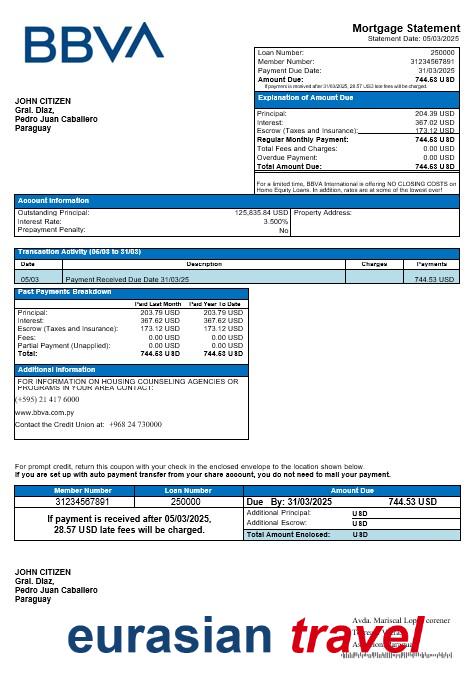 BBVA
Mortgage Statement
Statement Date: 05/03/2025
Loan Number: 250000
Member Number: 31234567891
Payment Due Date: 31/03/2025
Amount Due: 744.53 USD
If payment is received after 31/03/2025, 28.57 USD late fees will be charged.
JOHN CITIZEN
Gral. Diaz,
Pedro Juan Caballero
Paraguay
Explanation of Amount Due
Principal: 204.39 USD
Interest: 367.02 USD
Escrow (Taxes and Insurance): 173.12 USD
Regular Monthly Payment: 744.53 USD
Total Fees and Charges: 0.00 USD
Overdue Payment: 0.00 USD
Total Amount Due: 744.53 USD
For a limited time, BBVA International is offering NO CLOSING COSTS on
Home Equity Loans. In addition, rates are at some of the lowest ever!
Account Information
Outstanding Principal: 125,835.84 USD Property Address:
Interest Rate: 3.500%
Prepayment Penalty: No
Transaction Activity (05/03 to 31/03)
Date Description Charges Payments
05/03 Payment Received Due Date 31/03/25 744.53 USD
Past Payments Breakdown
Paid Last Month Paid Year To Date
Principal: 203.79 USD 203.79 USD
Interest: 367.62 USD 367.62 USD
Escrow (Taxes and Insurance): 173.12 USD 173.12 USD
Fees: 0.00 USD 0.00 USD
Partial Payment (Unapplied): 0.00 USD 0.00 USD
Total: 744.53 USD 744.53 USD
Additional Information
FOR INFORMATION ON HOUSING COUNSELING AGENCIES OR
PROGRAMS IN YOUR AREA CONTACT:
(+595) 21 417 6000
www.bbva.com.py
Contact the Credit Union at: +968 24 730000
For prompt credit, return this coupon with your check in the enclosed envelope to the location shown below.
If you are set up with auto payment transfer from your share account, you do not need to mail your payment.
Member Number Loan Number Amount Due
31234567891 250000 Due By: 31/03/2025 744.53 USD
If payment is received after 05/03/2025,
28.57 USD late fees will be charged.
Additional Principal: USD
Additional Escrow: USD
Total Amount Enclosed: USD
JOHN CITIZEN
Gral. Diaz,
Pedro Juan Caballero
Paraguay
Avda. Mariscal
eurasian travel